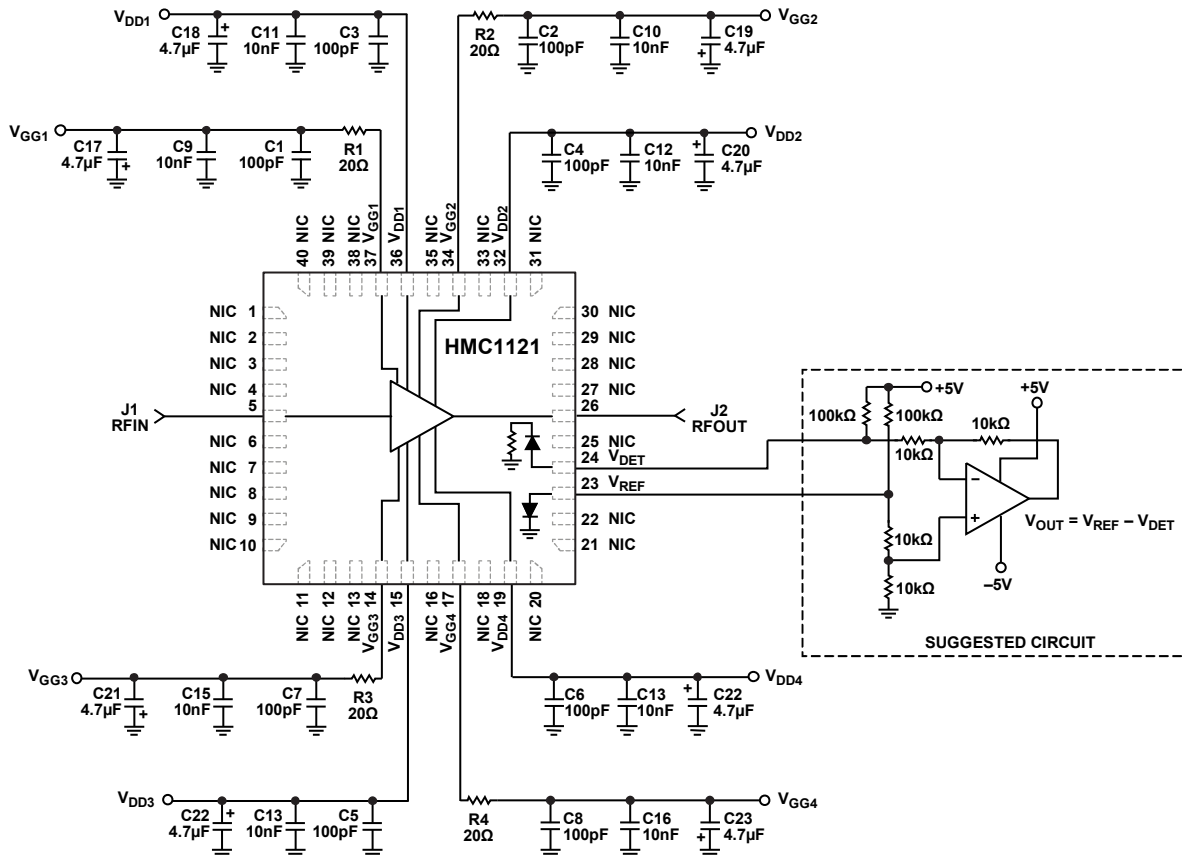 VDD1
C18
4.7µF
+
C11
10nF
C3
100pF
R2
20Ω
C2
100pF
C10
10nF
C19
4.7µF
+
VGG2
VGG1
C17
4.7µF
+
C9
10nF
C1
100pF
R1
20Ω
C4
100pF
C12
10nF
+
C20
4.7µF
VDD2
40 NIC
39 NIC
38 NIC
37 VGG1
36 VDD1
35 NIC
34 VGG2
33 NIC
32 VDD2
31 NIC
HMC1121
NIC 1
NIC 2
NIC 3
NIC 4
5
NIC 6
NIC 7
NIC 8
NIC 9
NIC 10
J1
RFIN
30 NIC
29 NIC
28 NIC
27 NIC
26
25 NIC
24 VDET
23 VREF
22 NIC
21 NIC
J2
RFOUT
+5V
+5V
100kΩ
100kΩ
10kΩ
10kΩ
–
+
VOUT = VREF – VDET
10kΩ
10kΩ
–5V
SUGGESTED CIRCUIT
NIC 11
NIC 12
NIC 13
VGG3 14
VDD3 15
NIC 16
VGG4 17
NIC 18
VDD4 19
NIC 20
VGG3
C21
4.7µF
+
C15
10nF
C7
100pF
R3
20Ω
C6
100pF
C13
10nF
+
C22
4.7µF
VDD4
VDD3
C22
4.7µF
+
C13
10nF
C5
100pF
R4
20Ω
C8
100pF
C16
10nF
+
C23
4.7µF
VGG4